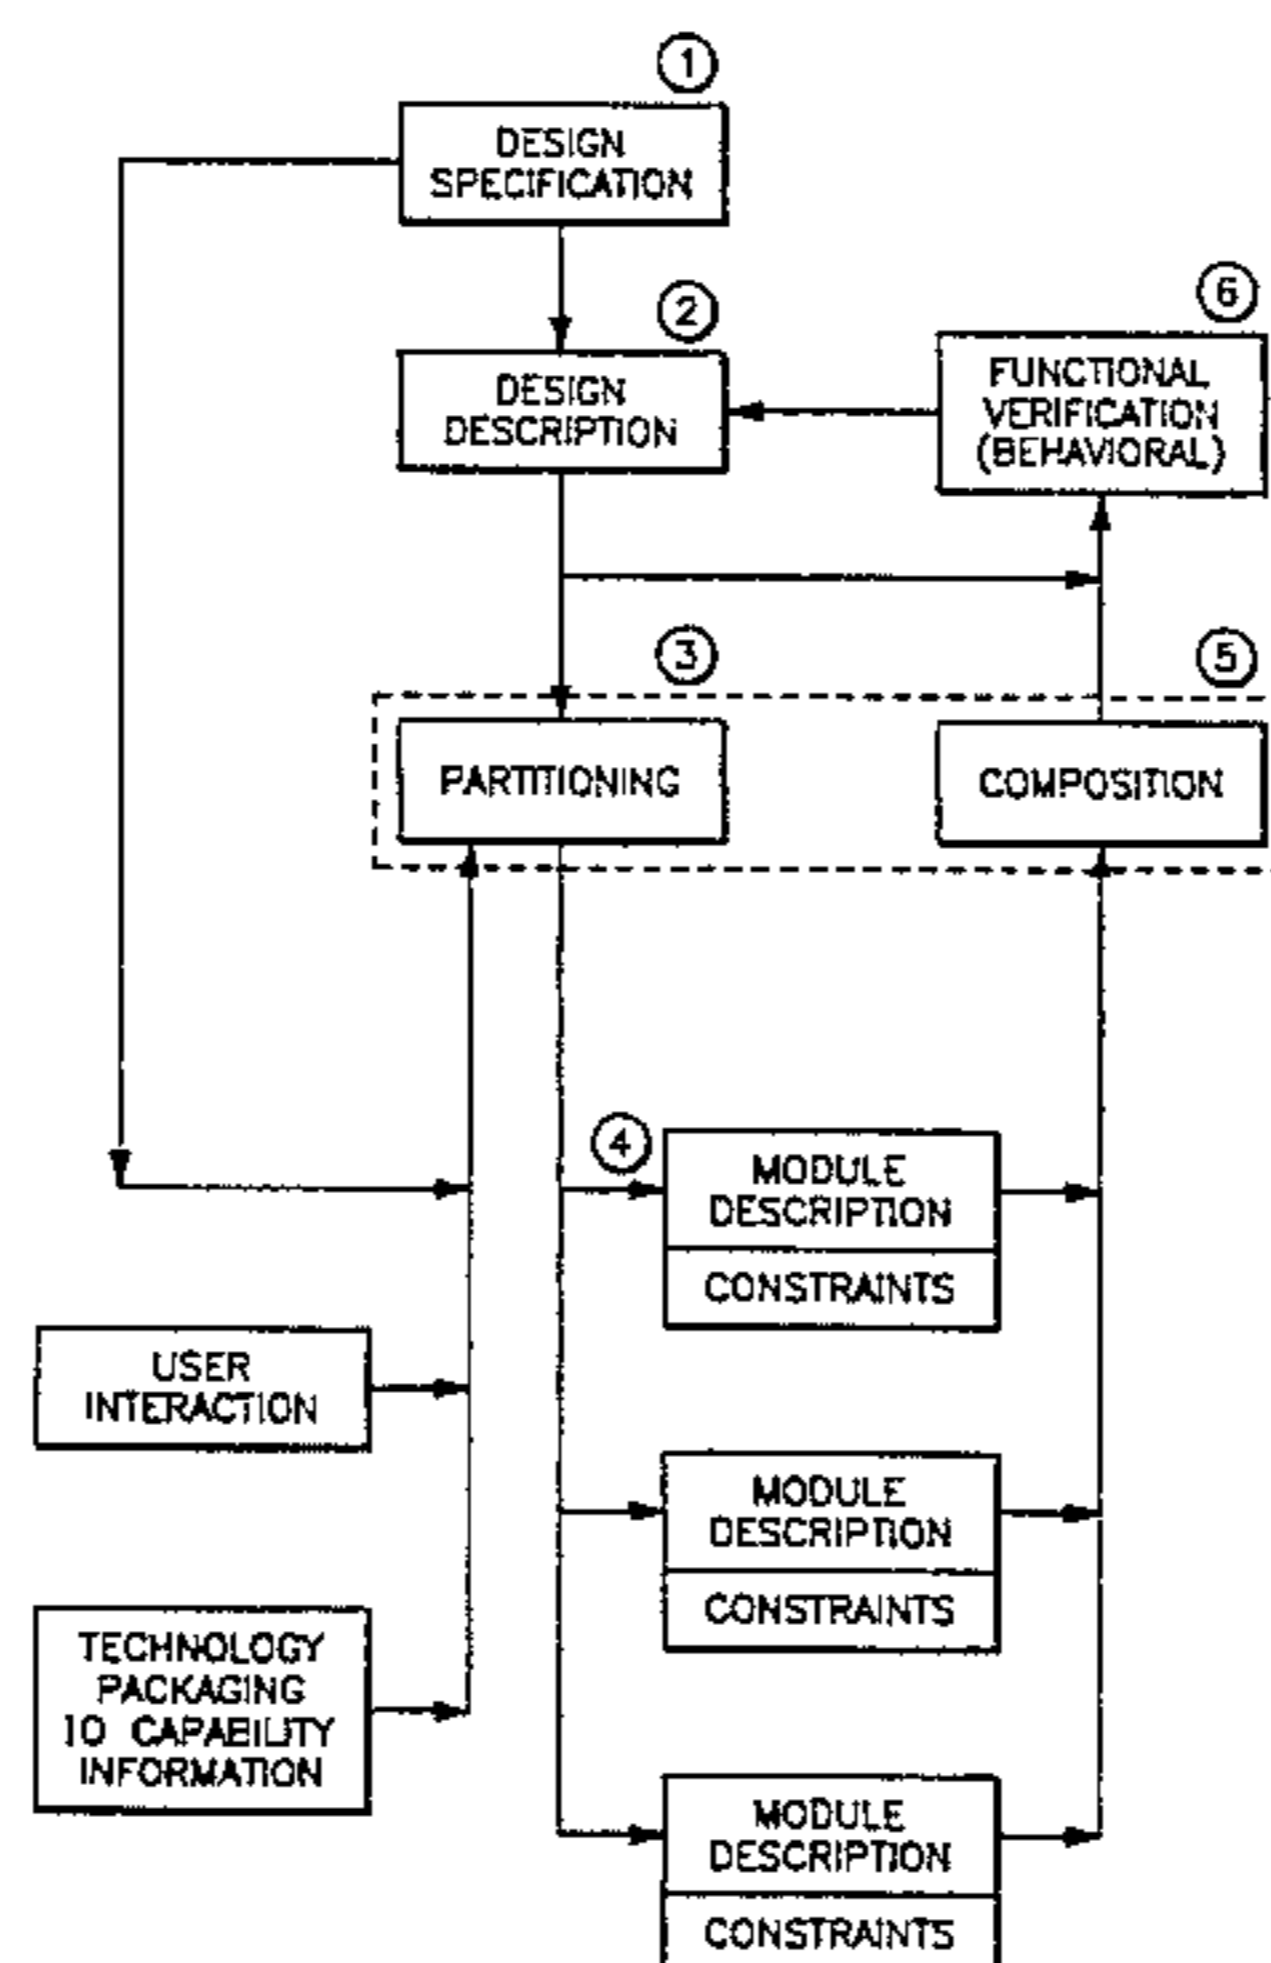 1
DESIGN
SPECIFICATION
2
DESIGN
DESCRIPTION
6
FUNCTIONAL
VERIFICATION
(BEHAVIORAL)
3
PARTITIONING
5
COMPOSITION
4
MODULE
DESCRIPTION
CONSTRAINTS
USER
INTERACTION
MODULE
DESCRIPTION
CONSTRAINTS
TECHNOLOGY
PACKAGING
IO CAPABILITY
INFORMATION
MODULE
DESCRIPTION
CONSTRAINTS